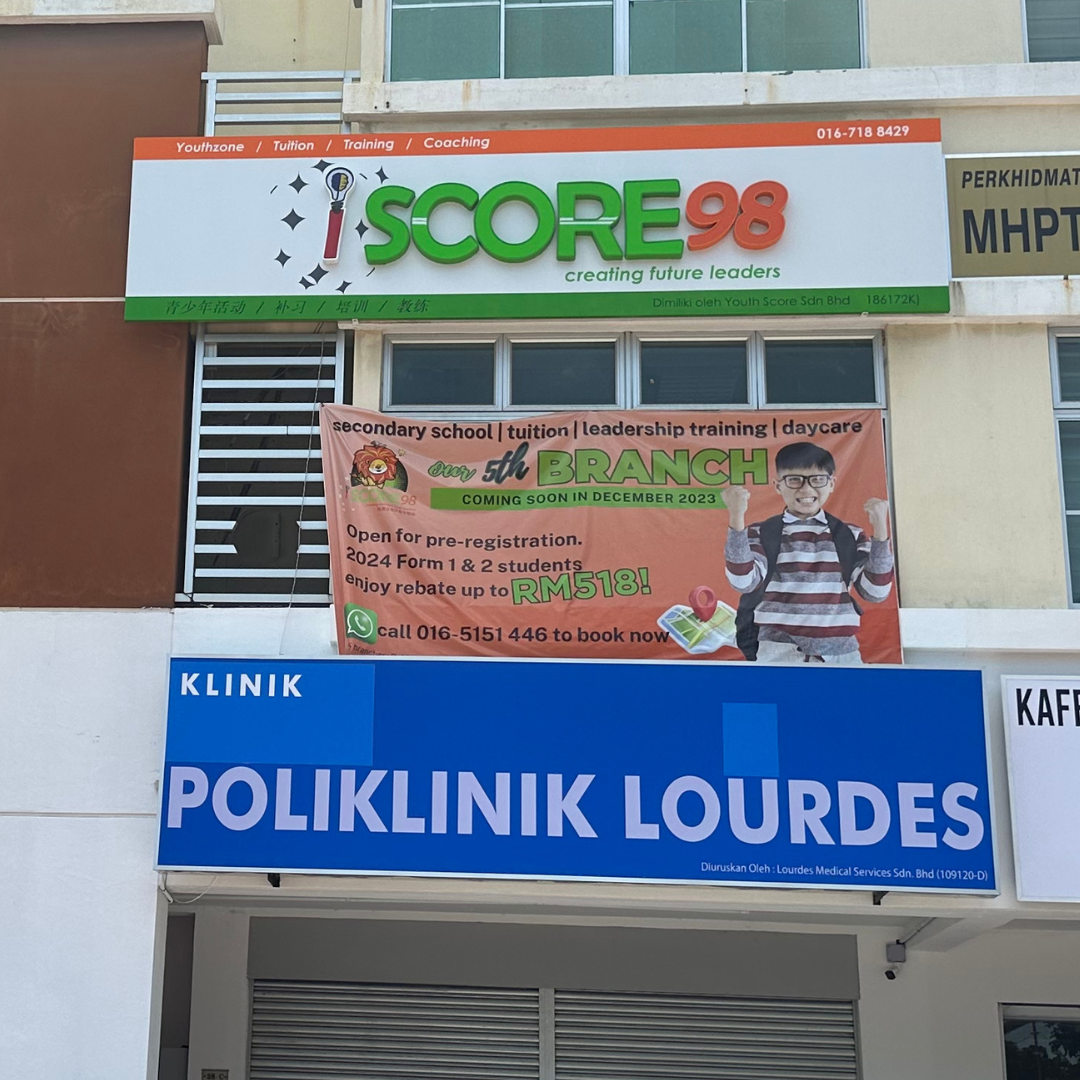 Youthzone / Tuition / Training / Coaching
016-718 8429
iSCORE98
creating future leaders
青少年活动 / 补习 / 培训 / 教练
Dimiliki oleh Youth Score Sdn Bhd 186172K)
PERKHIDMAT
MHPT
secondary school | tuition | leadership training | daycare
our 5th BRANCH
COMING SOON IN DECEMBER 2023
98
Open for pre-registration.
2024 Form 1 & 2 students
enjoy rebate up to RM518!
call 016-5151 446 to book now
KLINIK
POLIKLINIK LOURDES
Diuruskan Oleh : Lourdes Medical Services Sdn. Bhd (109120-D)
KAFE